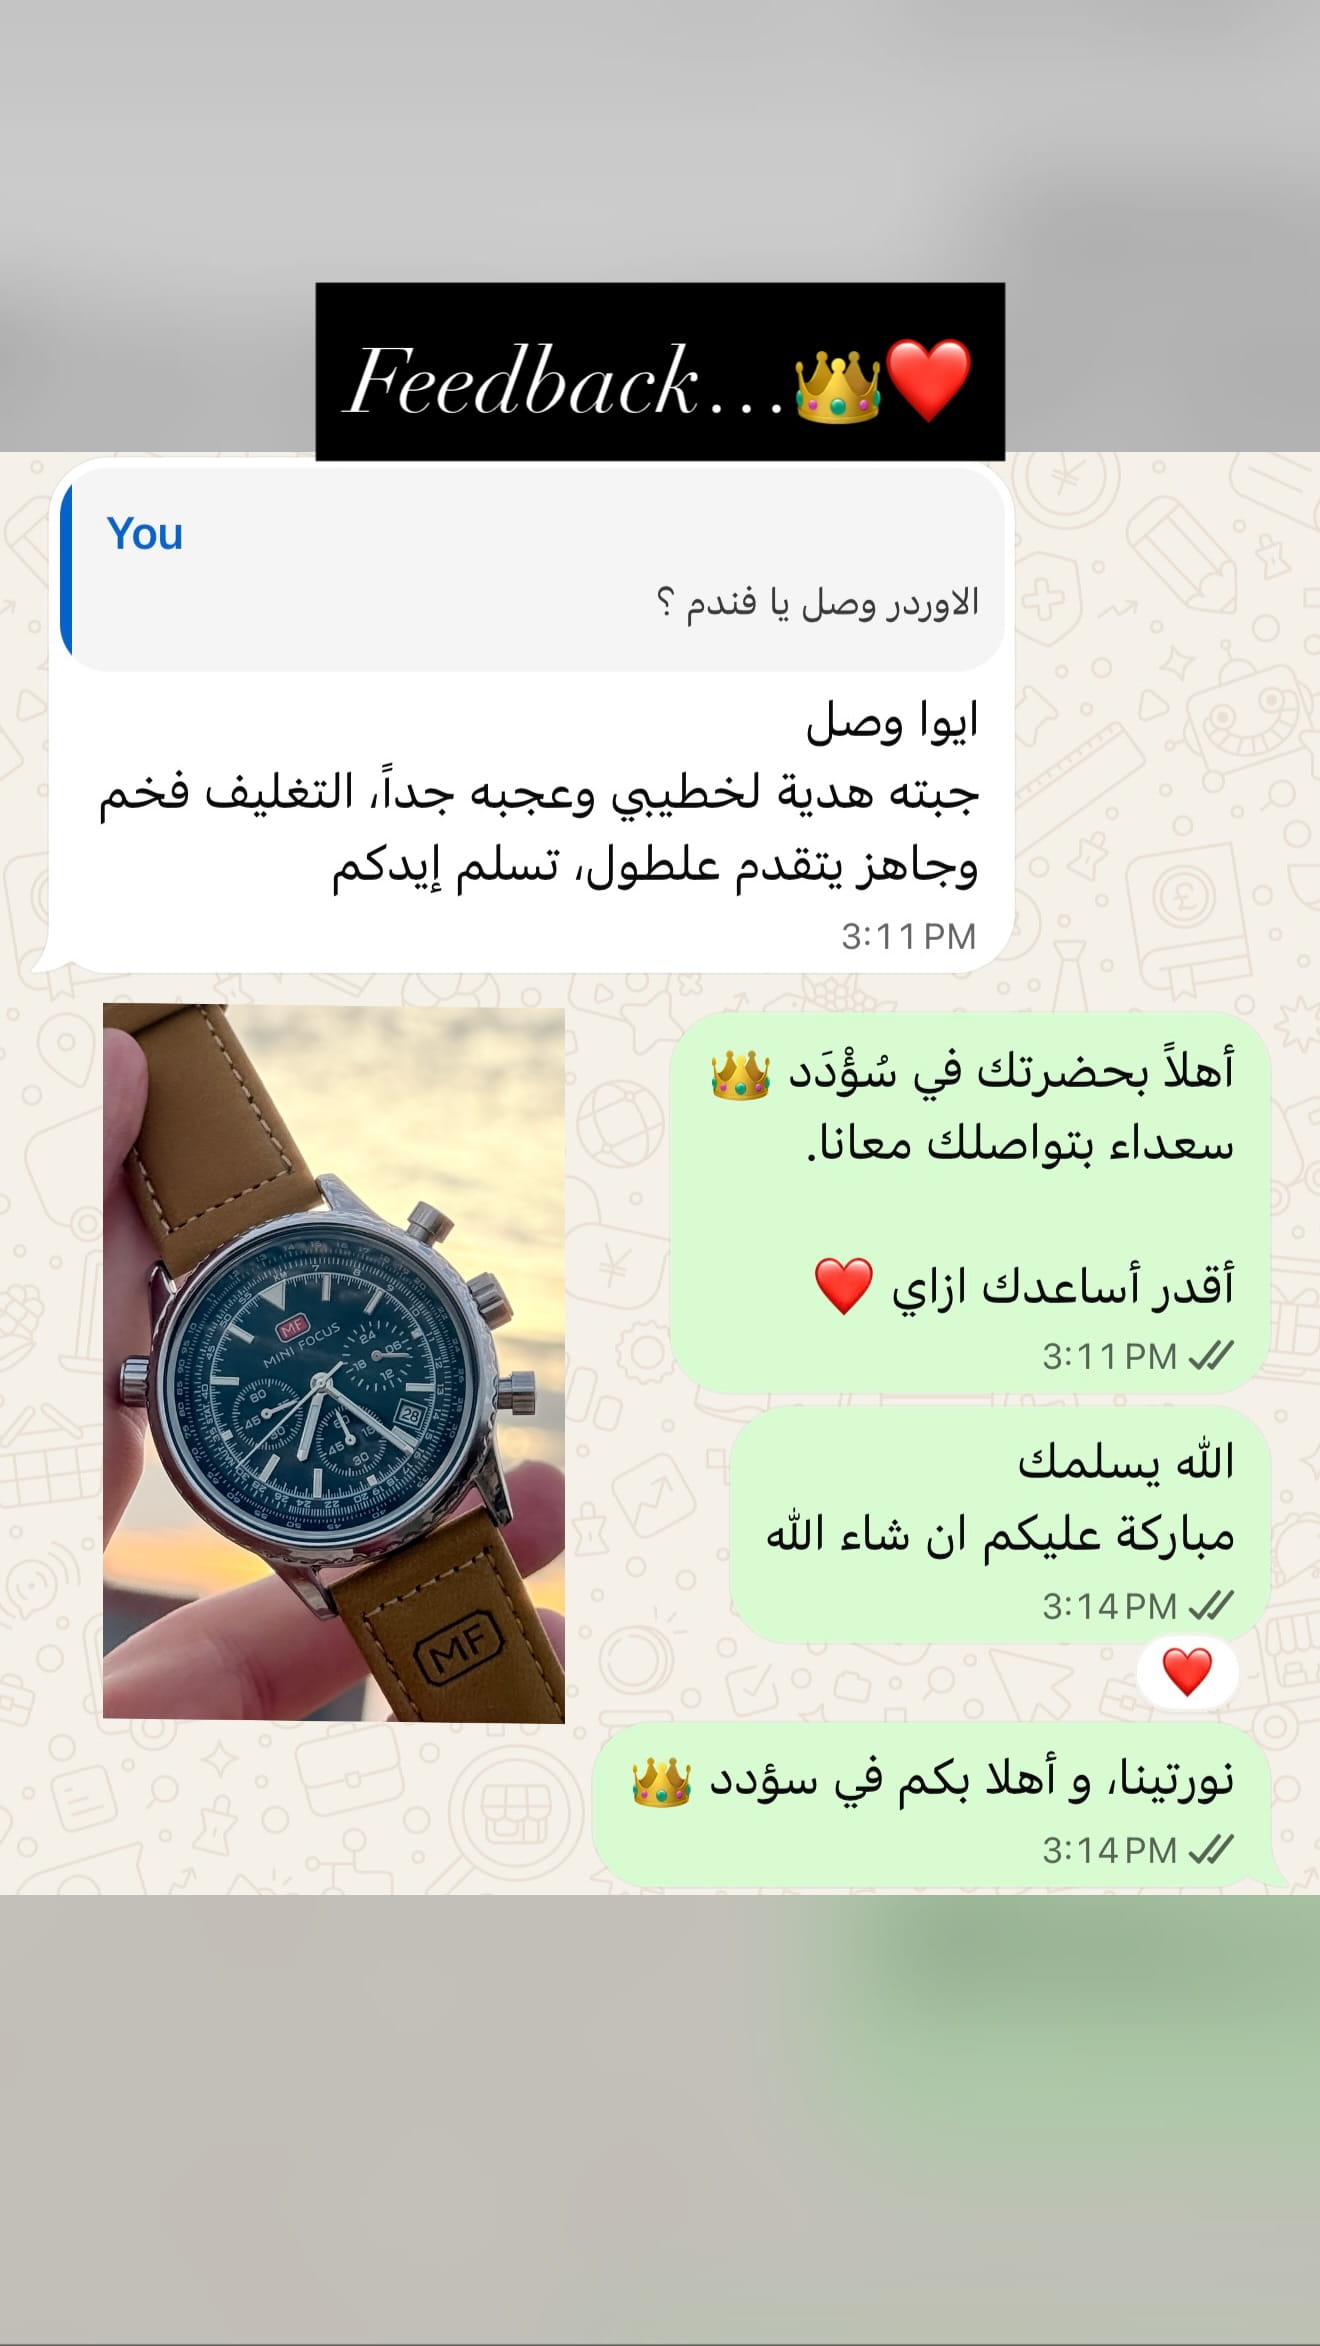 Feedback...👑❤️
You
الاوردر وصل يا فندم ؟
ايوا وصل
جبته هدية لخطيبي وعجبه جداً، التغليف فخم
وجاهز يتقدم علطول، تسلم إيدكم
3:11 PM
أهلاً بحضرتك في سُؤْدَد 👑
سعداء بتواصلك معانا.
أقدر أساعدك ازاي ❤️
3:11 PM
MF
MINI FOCUS
28
MF
الله يسلمك
مباركة عليكم ان شاء الله
3:14 PM
❤️
نورتينا، و أهلا بكم في سؤدد 👑
3:14 PM